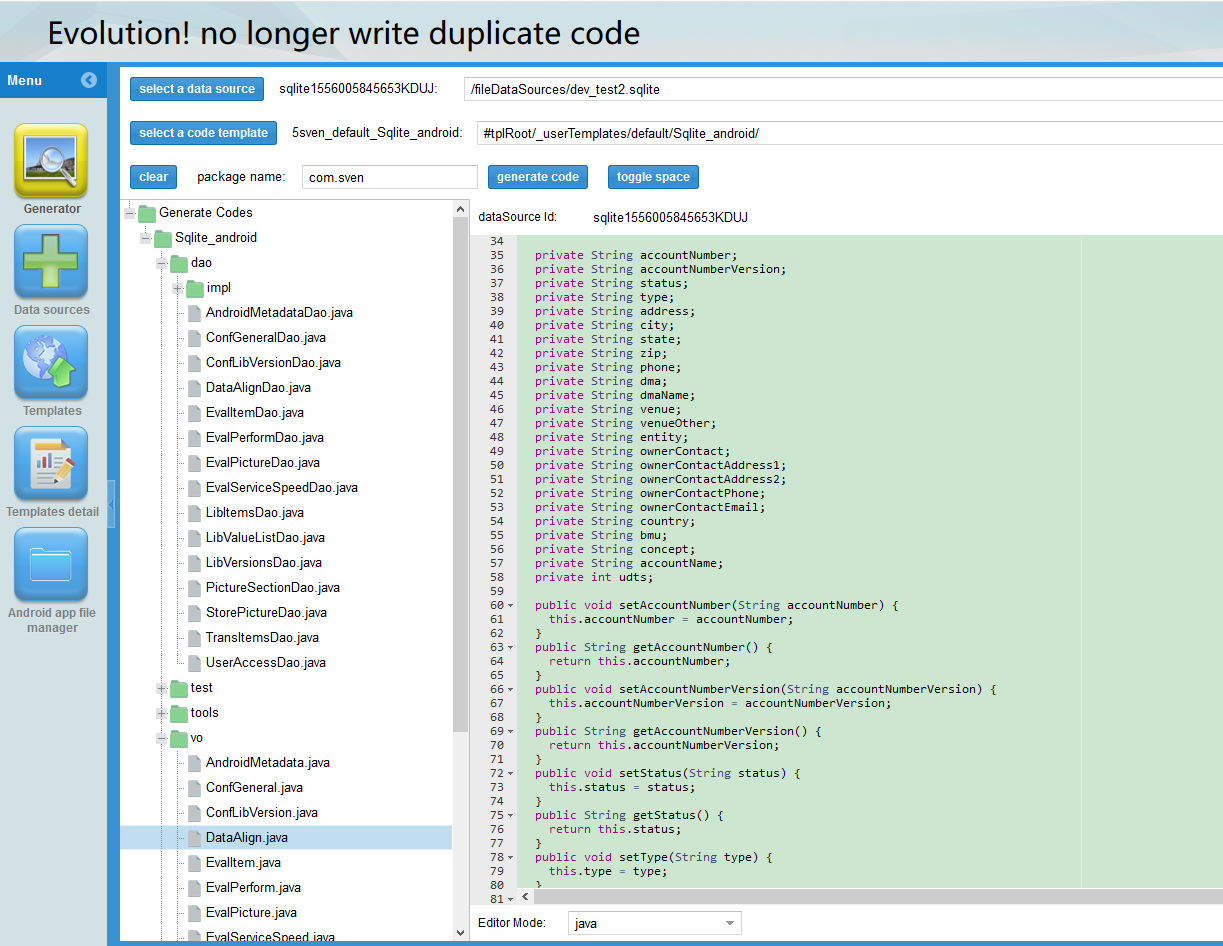 Evolution! no longer write duplicate code
Menu
Generator
Data sources
Templates
Templates detail
Android app file
manager
select a data source sqlite1556005845653KDUJ: /fileDataSources/dev_test2.sqlite
select a code template 5sven_default_Sqlite_android: #tplRoot/_userTemplates/default/Sqlite_android/
clear package name: com.sven generate code toggle space
Generate Codes
Sqlite_android
dao
impl
AndroidMetadataDao.java
ConfGeneralDao.java
ConfLibVersionDao.java
DataAlignDao.java
EvalItemDao.java
EvalPerformDao.java
EvalPictureDao.java
EvalServiceSpeedDao.java
LibItemsDao.java
LibValueListDao.java
LibVersionsDao.java
PictureSectionDao.java
StorePictureDao.java
TransItemsDao.java
UserAccessDao.java
test
tools
vo
AndroidMetadata.java
ConfGeneral.java
ConfLibVersion.java
DataAlign.java
EvalItem.java
EvalPerform.java
EvalPicture.java
EvalServiceSpeed.java
dataSource Id: sqlite1556005845653KDUJ
34
35 private String accountNumber;
36 private String accountNumberVersion;
37 private String status;
38 private String type;
39 private String address;
40 private String city;
41 private String state;
42 private String zip;
43 private String phone;
44 private String dma;
45 private String dmaName;
46 private String venue;
47 private String venueOther;
48 private String entity;
49 private String ownerContact;
50 private String ownerContactAddress1;
51 private String ownerContactAddress2;
52 private String ownerContactPhone;
53 private String ownerContactEmail;
54 private String country;
55 private String bmu;
56 private String concept;
57 private String accountName;
58 private int udts;
59
60 public void setAccountNumber(String accountNumber) {
61 this.accountNumber = accountNumber;
62 }
63 public String getAccountNumber() {
64 return this.accountNumber;
65 }
66 public void setAccountNumberVersion(String accountNumberVersion) {
67 this.accountNumberVersion = accountNumberVersion;
68 }
69 public String getAccountNumberVersion() {
70 return this.accountNumberVersion;
71 }
72 public void setStatus(String status) {
73 this.status = status;
74 }
75 public String getStatus() {
76 return this.status;
77 }
78 public void setType(String type) {
79 this.type = type;
80 }
81
Editor Mode: java